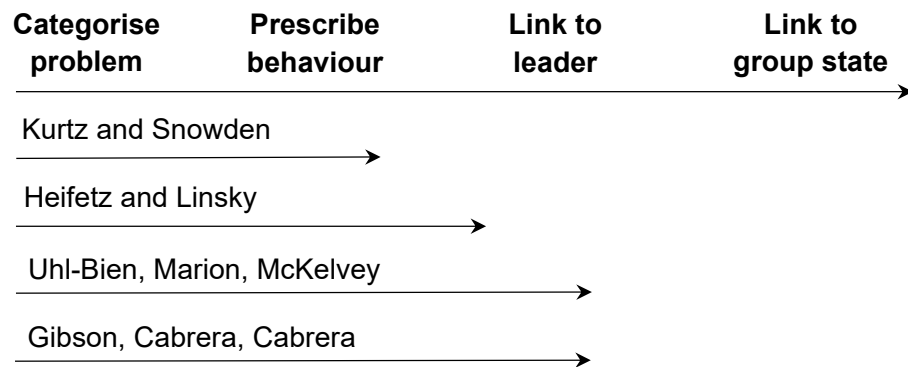 Categorise Prescribe Link to Link to
problem behaviour leader group state
Kurtz and Snowden
Heifetz and Linsky
Uhl-Bien, Marion, McKelvey
Gibson, Cabrera, Cabrera